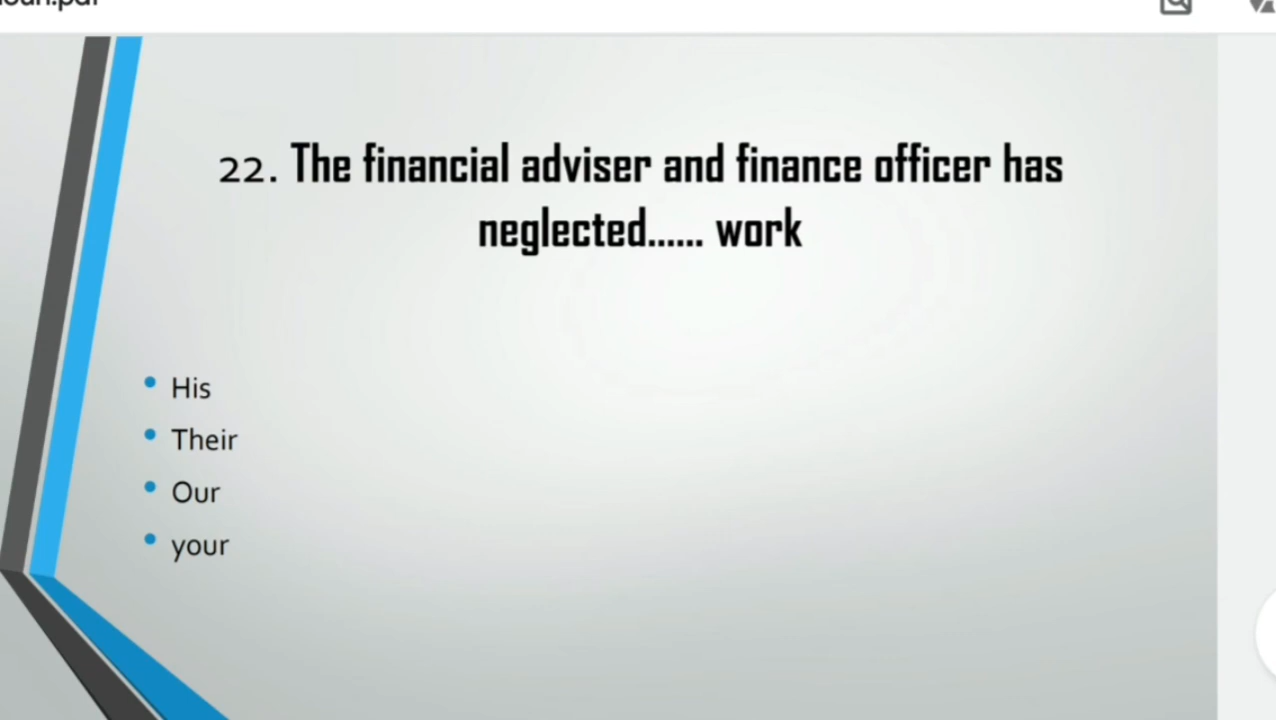 22. The financial adviser and finance officer has
neglected...... work
• His
• Their
• Our
• your